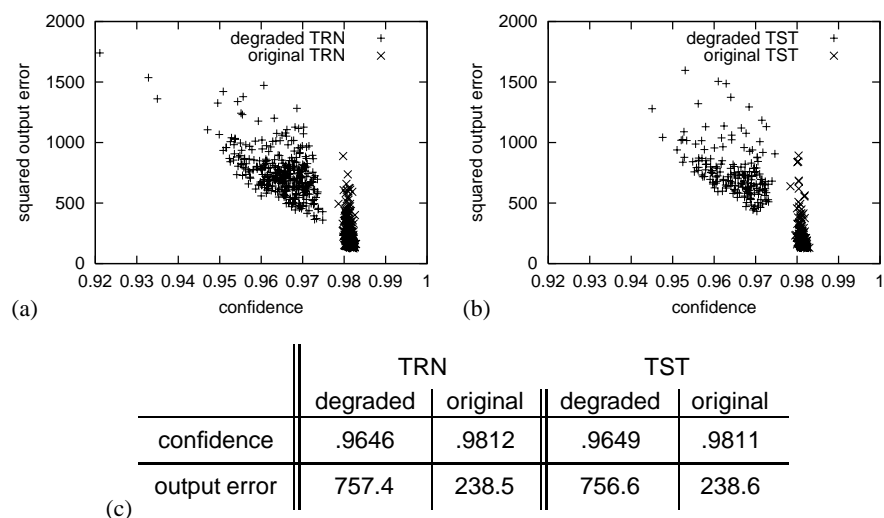 2000
1500
1000
500
0
squared output error
degraded TRN
original TRN
0.92 0.93 0.94 0.95 0.96 0.97 0.98 0.99 1
confidence
(a)
2000
1500
1000
500
0
squared output error
degraded TST
original TST
0.92 0.93 0.94 0.95 0.96 0.97 0.98 0.99 1
confidence
(b)
TRN TST
degraded original degraded original
confidence .9646 .9812 .9649 .9811
output error 757.4 238.5 756.6 238.6
(c)